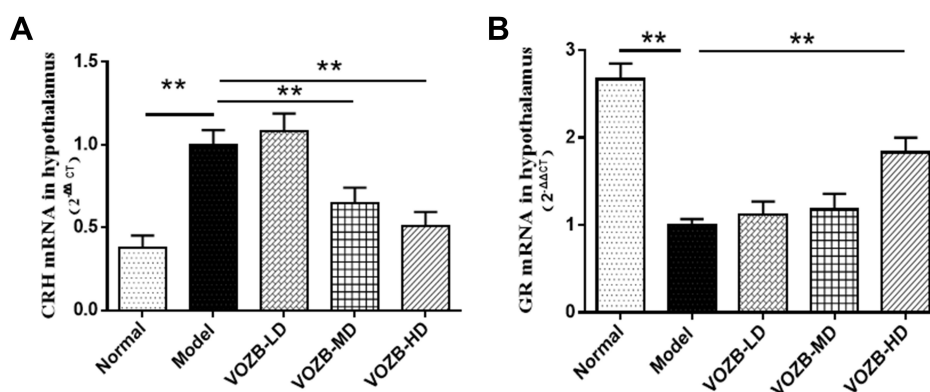 A
CRH mRNA in hypothalamus
(2-ΔΔCT)
1.5
1.0
0.5
0.0
**
**
**
Normal
Model
VOZB-LD
VOZB-MD
VOZB-HD
B
GR mRNA in hypothalamus
(2-ΔΔCT)
3
2
1
0
**
**
Normal
Model
VOZB-LD
VOZB-MD
VOZB-HD